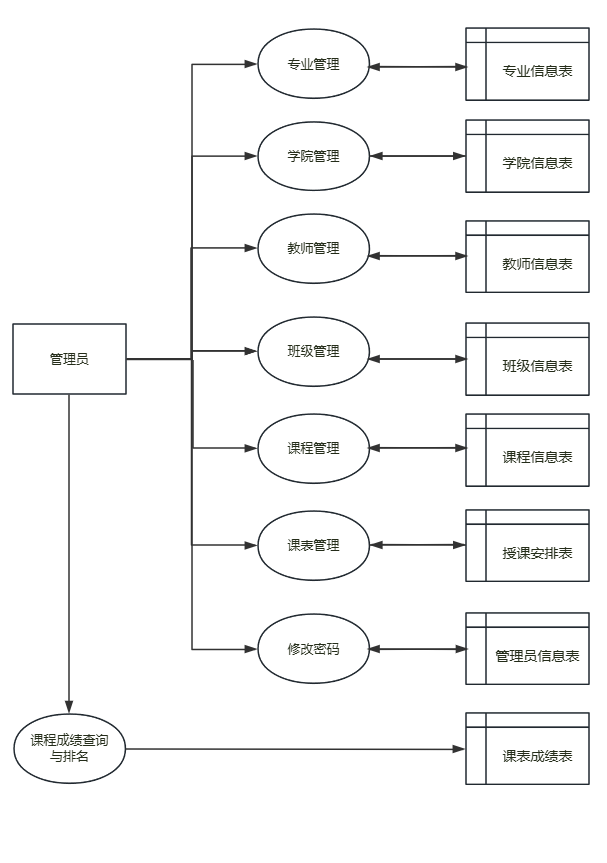 专业管理
专业信息表
学院管理
学院信息表
教师管理
教师信息表
管理员
班级管理
班级信息表
课程管理
课程信息表
课表管理
授课安排表
修改密码
管理员信息表
课程成绩查询
与排名
课表成绩表